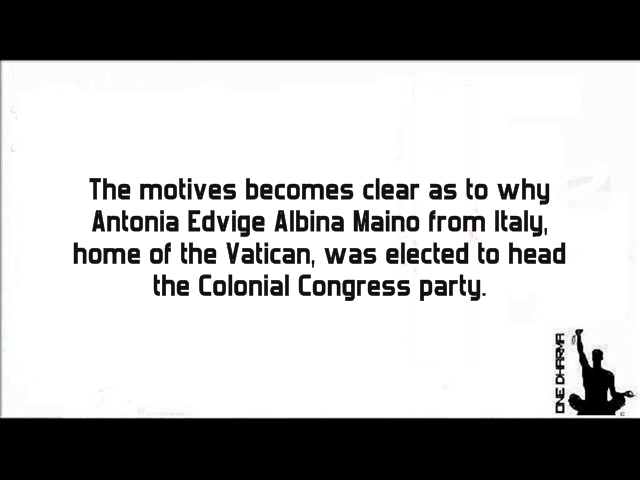 The motives becomes clear as to why
Antonia Edvige Albina Maino from Italy,
home of the Vatican, was elected to head
the Colonial Congress party.
ONE DHARMA